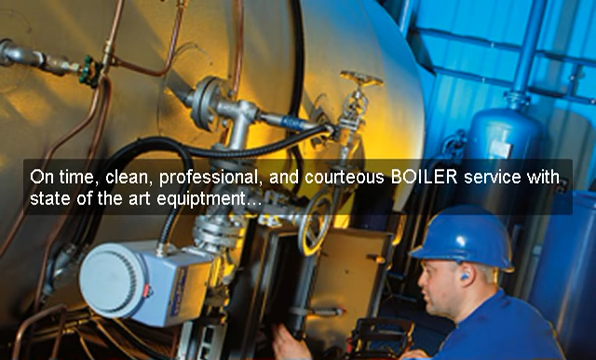 On time, clean, professional, and courteous BOILER service with
state of the art equiptment...